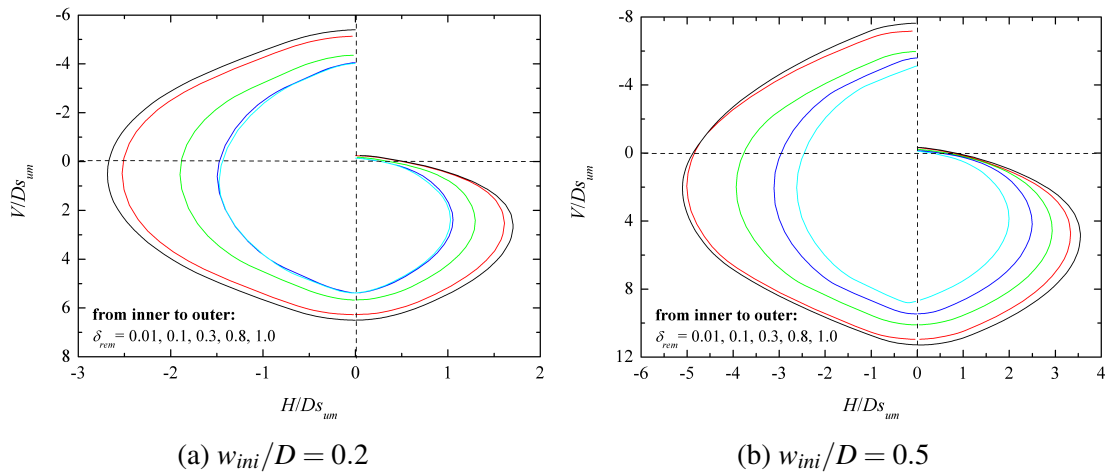 -6
-4
-2
0
2
4
6
8
V/Ds_um
-3 -2 -1 0 1 2
H/Ds_um
from inner to outer:
δ_rem = 0.01, 0.1, 0.3, 0.8, 1.0
(a) w_ini/D = 0.2
-8
-4
0
4
8
12
V/Ds_um
-6 -5 -4 -3 -2 -1 0 1 2 3 4
H/Ds_um
from inner to outer:
δ_rem = 0.01, 0.1, 0.3, 0.8, 1.0
(b) w_ini/D = 0.5